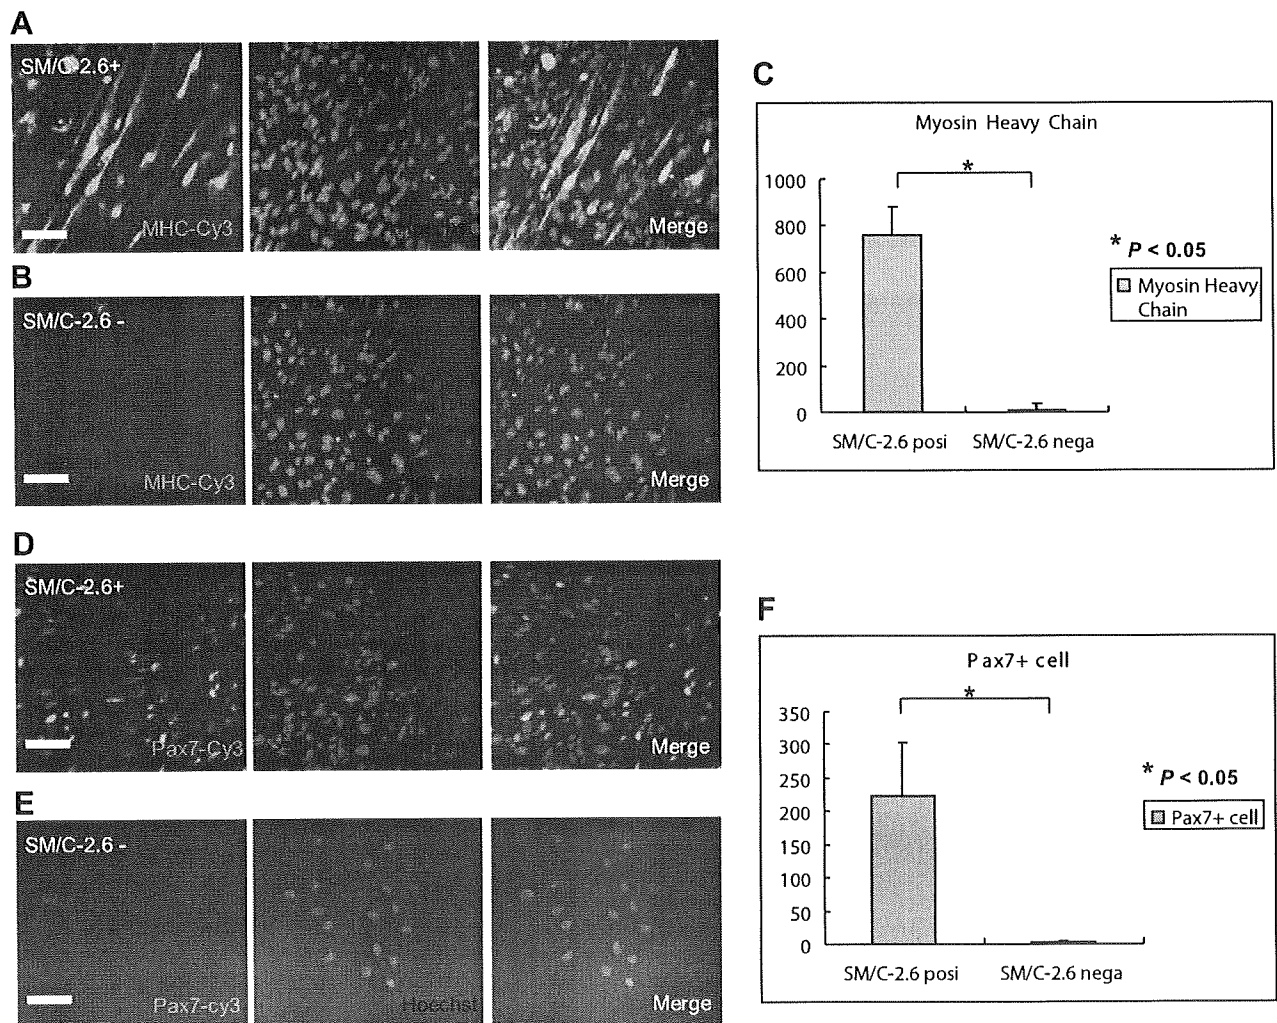 A
SM/C-2.6+
MHC-Cy3
Merge
B
SM/C-2.6 -
MHC-Cy3
Merge
C
Myosin Heavy Chain
*
1000
800
600
400
200
0
SM/C-2.6 posi
SM/C-2.6 nega
* P < 0.05
Myosin Heavy
Chain
D
SM/C-2.6+
Pax7-Cy3
Merge
E
SM/C-2.6 -
Pax7-cy3
Hoechst
Merge
F
Pax7+ cell
*
350
300
250
200
150
100
50
0
SM/C-2.6 posi
SM/C-2.6 nega
* P < 0.05
Pax7+ cell